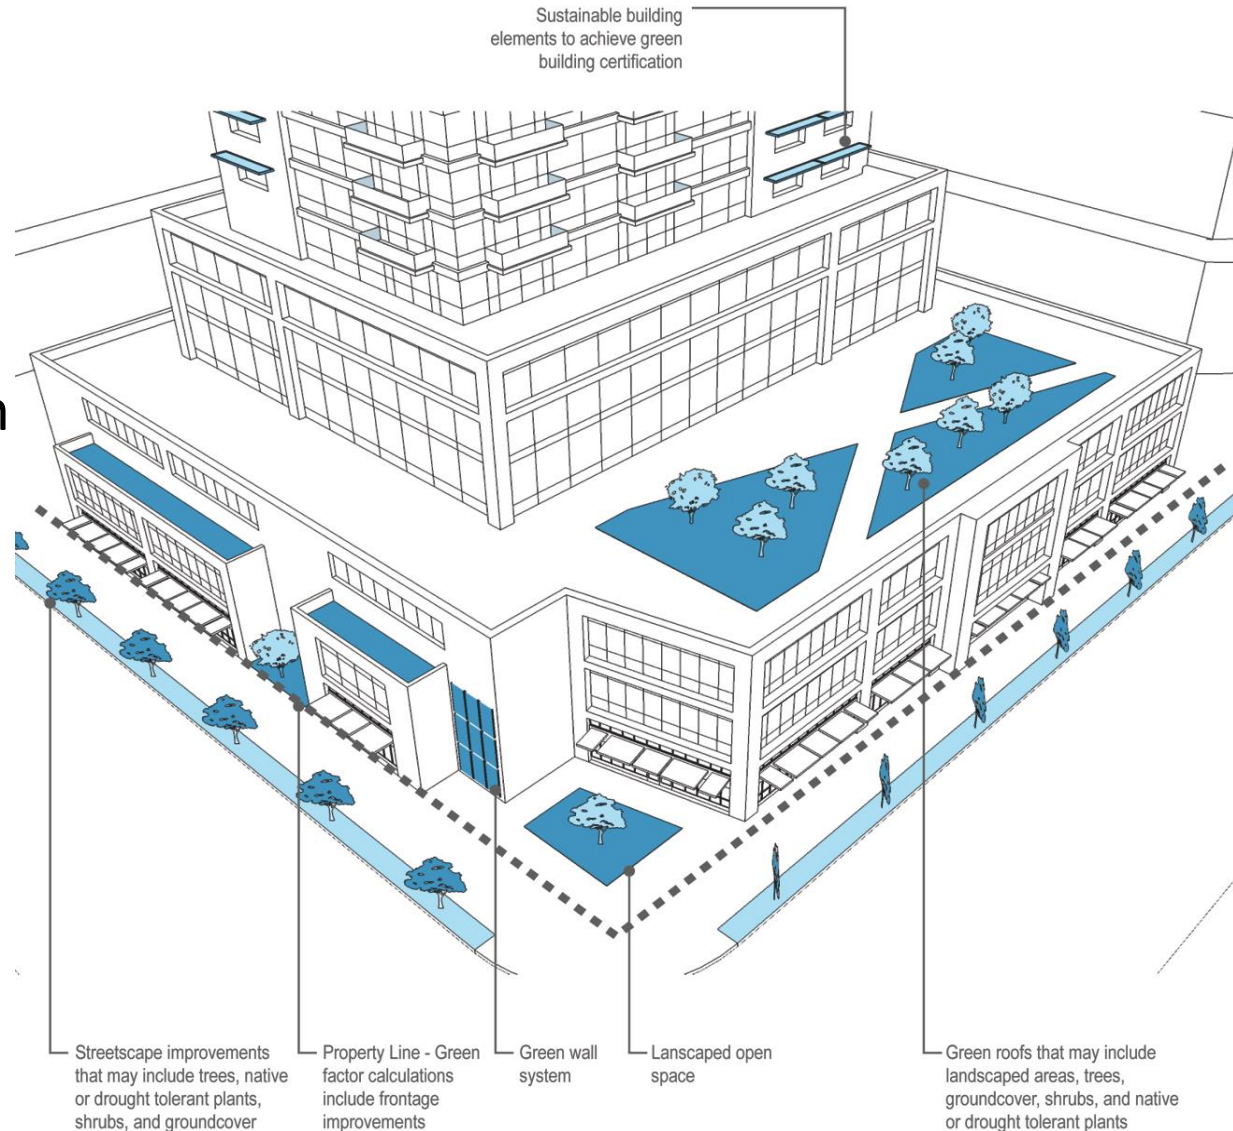 Sustainable building
elements to achieve green
building certification
n
Streetscape improvements
that may include trees, native
or drought tolerant plants,
shrubs, and groundcover
Property Line - Green
factor calculations
include frontage
improvements
Green wall
system
Lanscaped open
space
Green roofs that may include
landscaped areas, trees,
groundcover, shrubs, and native
or drought tolerant plants